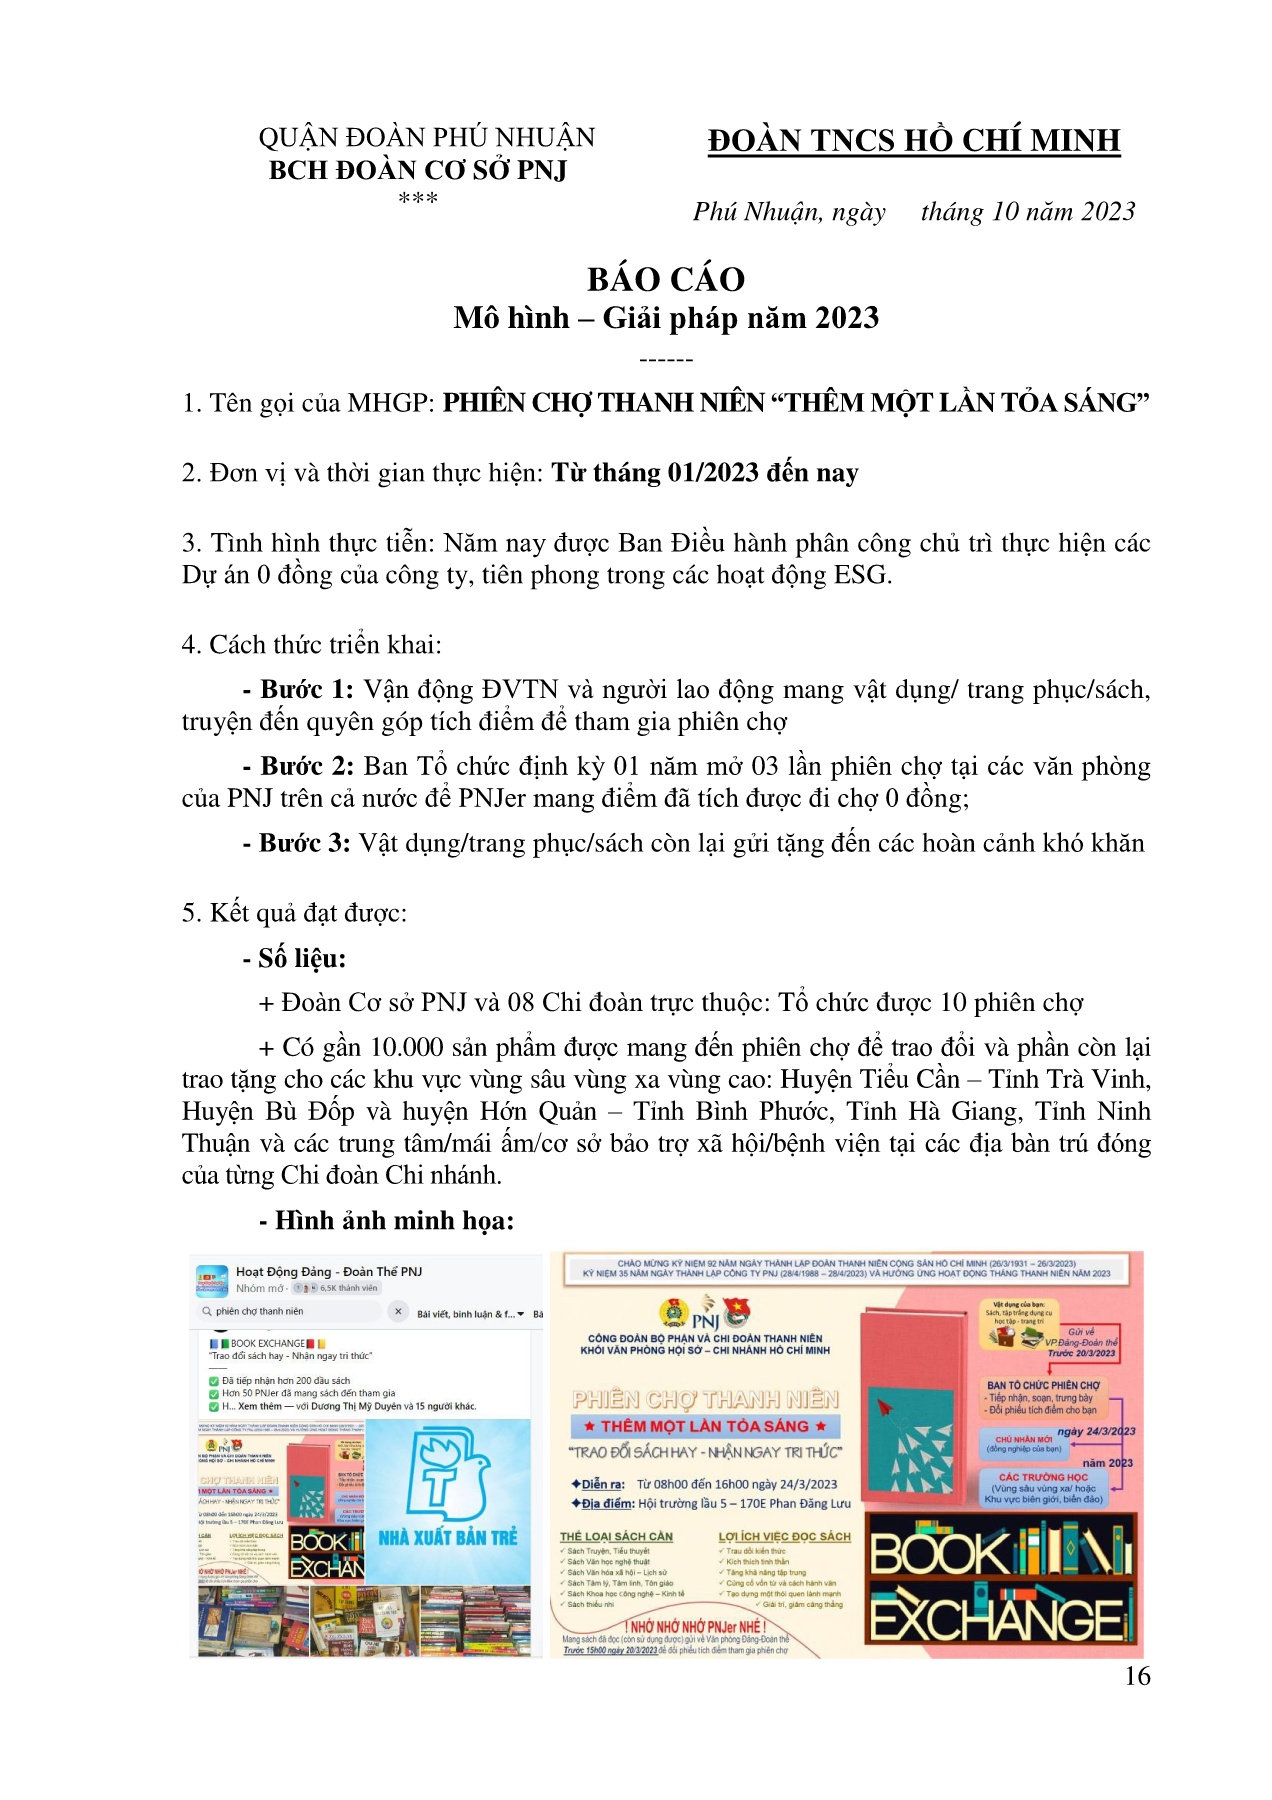 QUẬN ĐOÀN PHÚ NHUẬN
BCH ĐOÀN CƠ SỞ PNJ
***
ĐOÀN TNCS HỒ CHÍ MINH
Phú Nhuận, ngày tháng 10 năm 2023
BÁO CÁO
Mô hình – Giải pháp năm 2023
------
1. Tên gọi của MHGP: PHIÊN CHỢ THANH NIÊN “THÊM MỘT LẦN TỎA SÁNG”
2. Đơn vị và thời gian thực hiện: Từ tháng 01/2023 đến nay
3. Tình hình thực tiễn: Năm nay được Ban Điều hành phân công chủ trì thực hiện các
Dự án 0 đồng của công ty, tiên phong trong các hoạt động ESG.
4. Cách thức triển khai:
- Bước 1: Vận động ĐVTN và người lao động mang vật dụng/ trang phục/sách,
truyện đến quyên góp tích điểm để tham gia phiên chợ
- Bước 2: Ban Tổ chức định kỳ 01 năm mở 03 lần phiên chợ tại các văn phòng
của PNJ trên cả nước để PNJer mang điểm đã tích được đi chợ 0 đồng;
- Bước 3: Vật dụng/trang phục/sách còn lại gửi tặng đến các hoàn cảnh khó khăn
5. Kết quả đạt được:
- Số liệu:
+ Đoàn Cơ sở PNJ và 08 Chi đoàn trực thuộc: Tổ chức được 10 phiên chợ
+ Có gần 10.000 sản phẩm được mang đến phiên chợ để trao đổi và phần còn lại
trao tặng cho các khu vực vùng sâu vùng xa vùng cao: Huyện Tiểu Cần – Tỉnh Trà Vinh,
Huyện Bù Đốp và huyện Hớn Quản – Tỉnh Bình Phước, Tỉnh Hà Giang, Tỉnh Ninh
Thuận và các trung tâm/mái ấm/cơ sở bảo trợ xã hội/bệnh viện tại các địa bàn trú đóng
của từng Chi đoàn Chi nhánh.
- Hình ảnh minh họa:
Hoạt Động Đảng - Đoàn Thể PNJ
Nhóm mở · 6,5K thành viên
phiên chợ thanh niên
Bài viết, bình luận & f...
BOOK EXCHANGE
"Trao đổi sách hay - Nhận ngay tri thức"
Đã tiếp nhận hơn 200 đầu sách
Hơn 50 PNJer đã mang sách đến tham gia
H... Xem thêm — với Dương Thị Mỹ Duyên và 15 người khác.
NHÀ XUẤT BẢN TRẺ
BOOK
EXCHAN
CHÀO MỪNG KỶ NIỆM 92 NĂM NGÀY THÀNH LẬP ĐOÀN THANH NIÊN CỘNG SẢN HỒ CHÍ MINH (26/3/1931 – 26/3/2023)
KỶ NIỆM 35 NĂM NGÀY THÀNH LẬP CÔNG TY PNJ (28/4/1988 – 28/4/2023) VÀ HƯỞNG ỨNG HOẠT ĐỘNG THÁNG THANH NIÊN NĂM 2023
PNJ
CÔNG ĐOÀN BỘ PHẬN VÀ CHI ĐOÀN THANH NIÊN
KHỐI VĂN PHÒNG HỘI SỞ – CHI NHÁNH HỒ CHÍ MINH
PHIÊN CHỢ THANH NIÊN
★ THÊM MỘT LẦN TỎA SÁNG ★
“TRAO ĐỔI SÁCH HAY - NHẬN NGAY TRI THỨC”
Diễn ra: Từ 08h00 đến 16h00 ngày 24/3/2023
Địa điểm: Hội trường lầu 5 – 170E Phan Đăng Lưu
THỂ LOẠI SÁCH CẦN
✓ Sách Truyện, Tiểu thuyết
✓ Sách Văn học nghệ thuật
✓ Sách Văn hóa xã hội – Lịch sử
✓ Sách Tâm lý, Tâm linh, Tôn giáo
✓ Sách Khoa học công nghệ – Kinh tế
✓ Sách thiếu nhi
LỢI ÍCH VIỆC ĐỌC SÁCH
✓ Trau dồi kiến thức
✓ Kích thích tinh thần
✓ Tăng khả năng tập trung
✓ Củng cố vốn từ và cách hành văn
✓ Tạo dựng một thói quen lành mạnh
✓ Giải trí, giảm căng thẳng
! NHỚ NHỚ NHỚ PNJer NHÉ !
Mang sách đã đọc (còn sử dụng được) gửi về Văn phòng Đảng-Đoàn thể
Trước 15h00 ngày 20/3/2023 để đổi phiếu tích điểm tham gia phiên chợ
Vật dụng của bạn:
Sách, tập trắng, dụng cụ
học tập - trang trí
Gửi về
VP.Đảng-Đoàn thể
Trước 20/3/2023
BAN TỔ CHỨC PHIÊN CHỢ
- Tiếp nhận, soạn, trưng bày
- Đổi phiếu tích điểm cho bạn
ngày 24/3/2023
CHỦ NHÂN MỚI
(đồng nghiệp của bạn)
năm 2023
CÁC TRƯỜNG HỌC
(Vùng sâu vùng xa/ hoặc
Khu vực biên giới, biển đảo)
BOOK
EXCHANGE
16